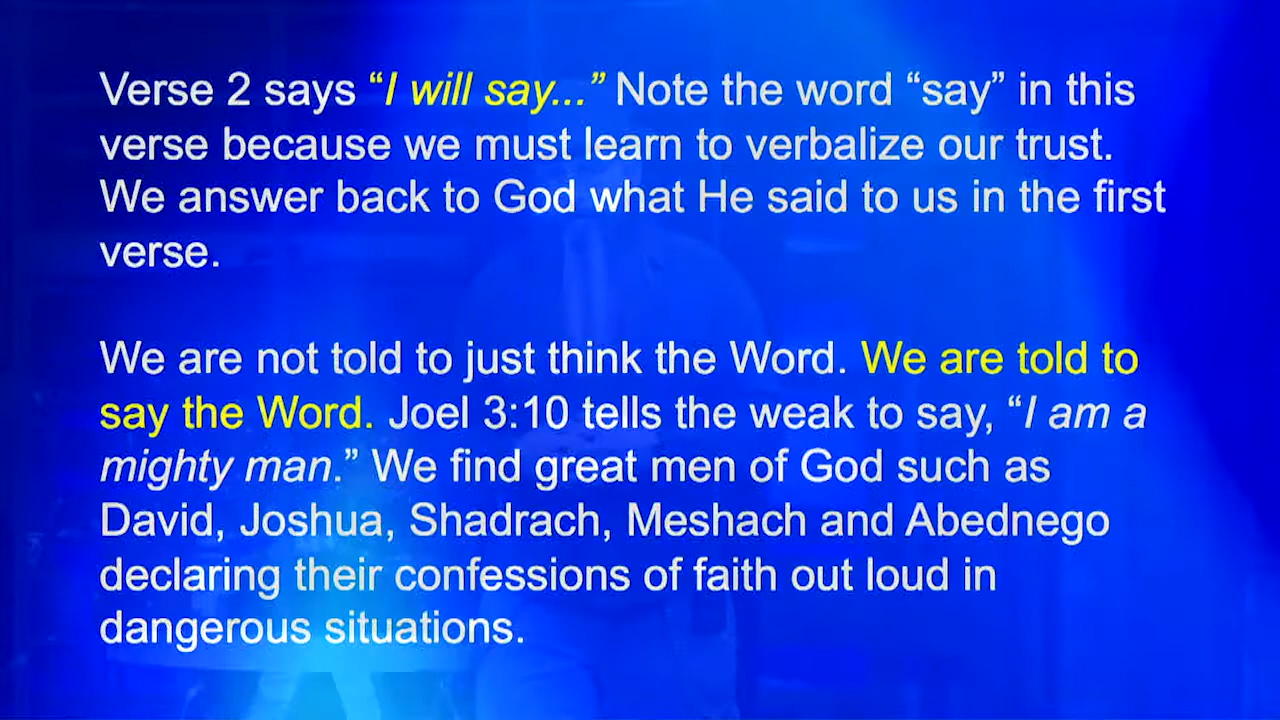 Verse 2 says “I will say...” Note the word “say” in this
verse because we must learn to verbalize our trust.
We answer back to God what He said to us in the first
verse.
We are not told to just think the Word. We are told to
say the Word. Joel 3:10 tells the weak to say, “I am a
mighty man.” We find great men of God such as
David, Joshua, Shadrach, Meshach and Abednego
declaring their confessions of faith out loud in
dangerous situations.